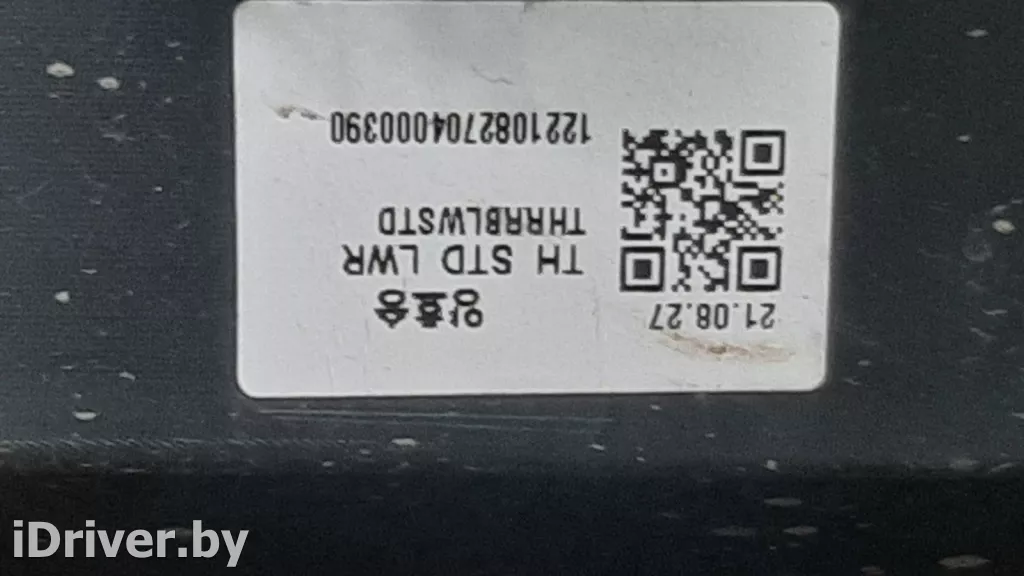 21.08.27
TH STD LWR
THRRBLWSTD
1221082704000390
iDriver.by